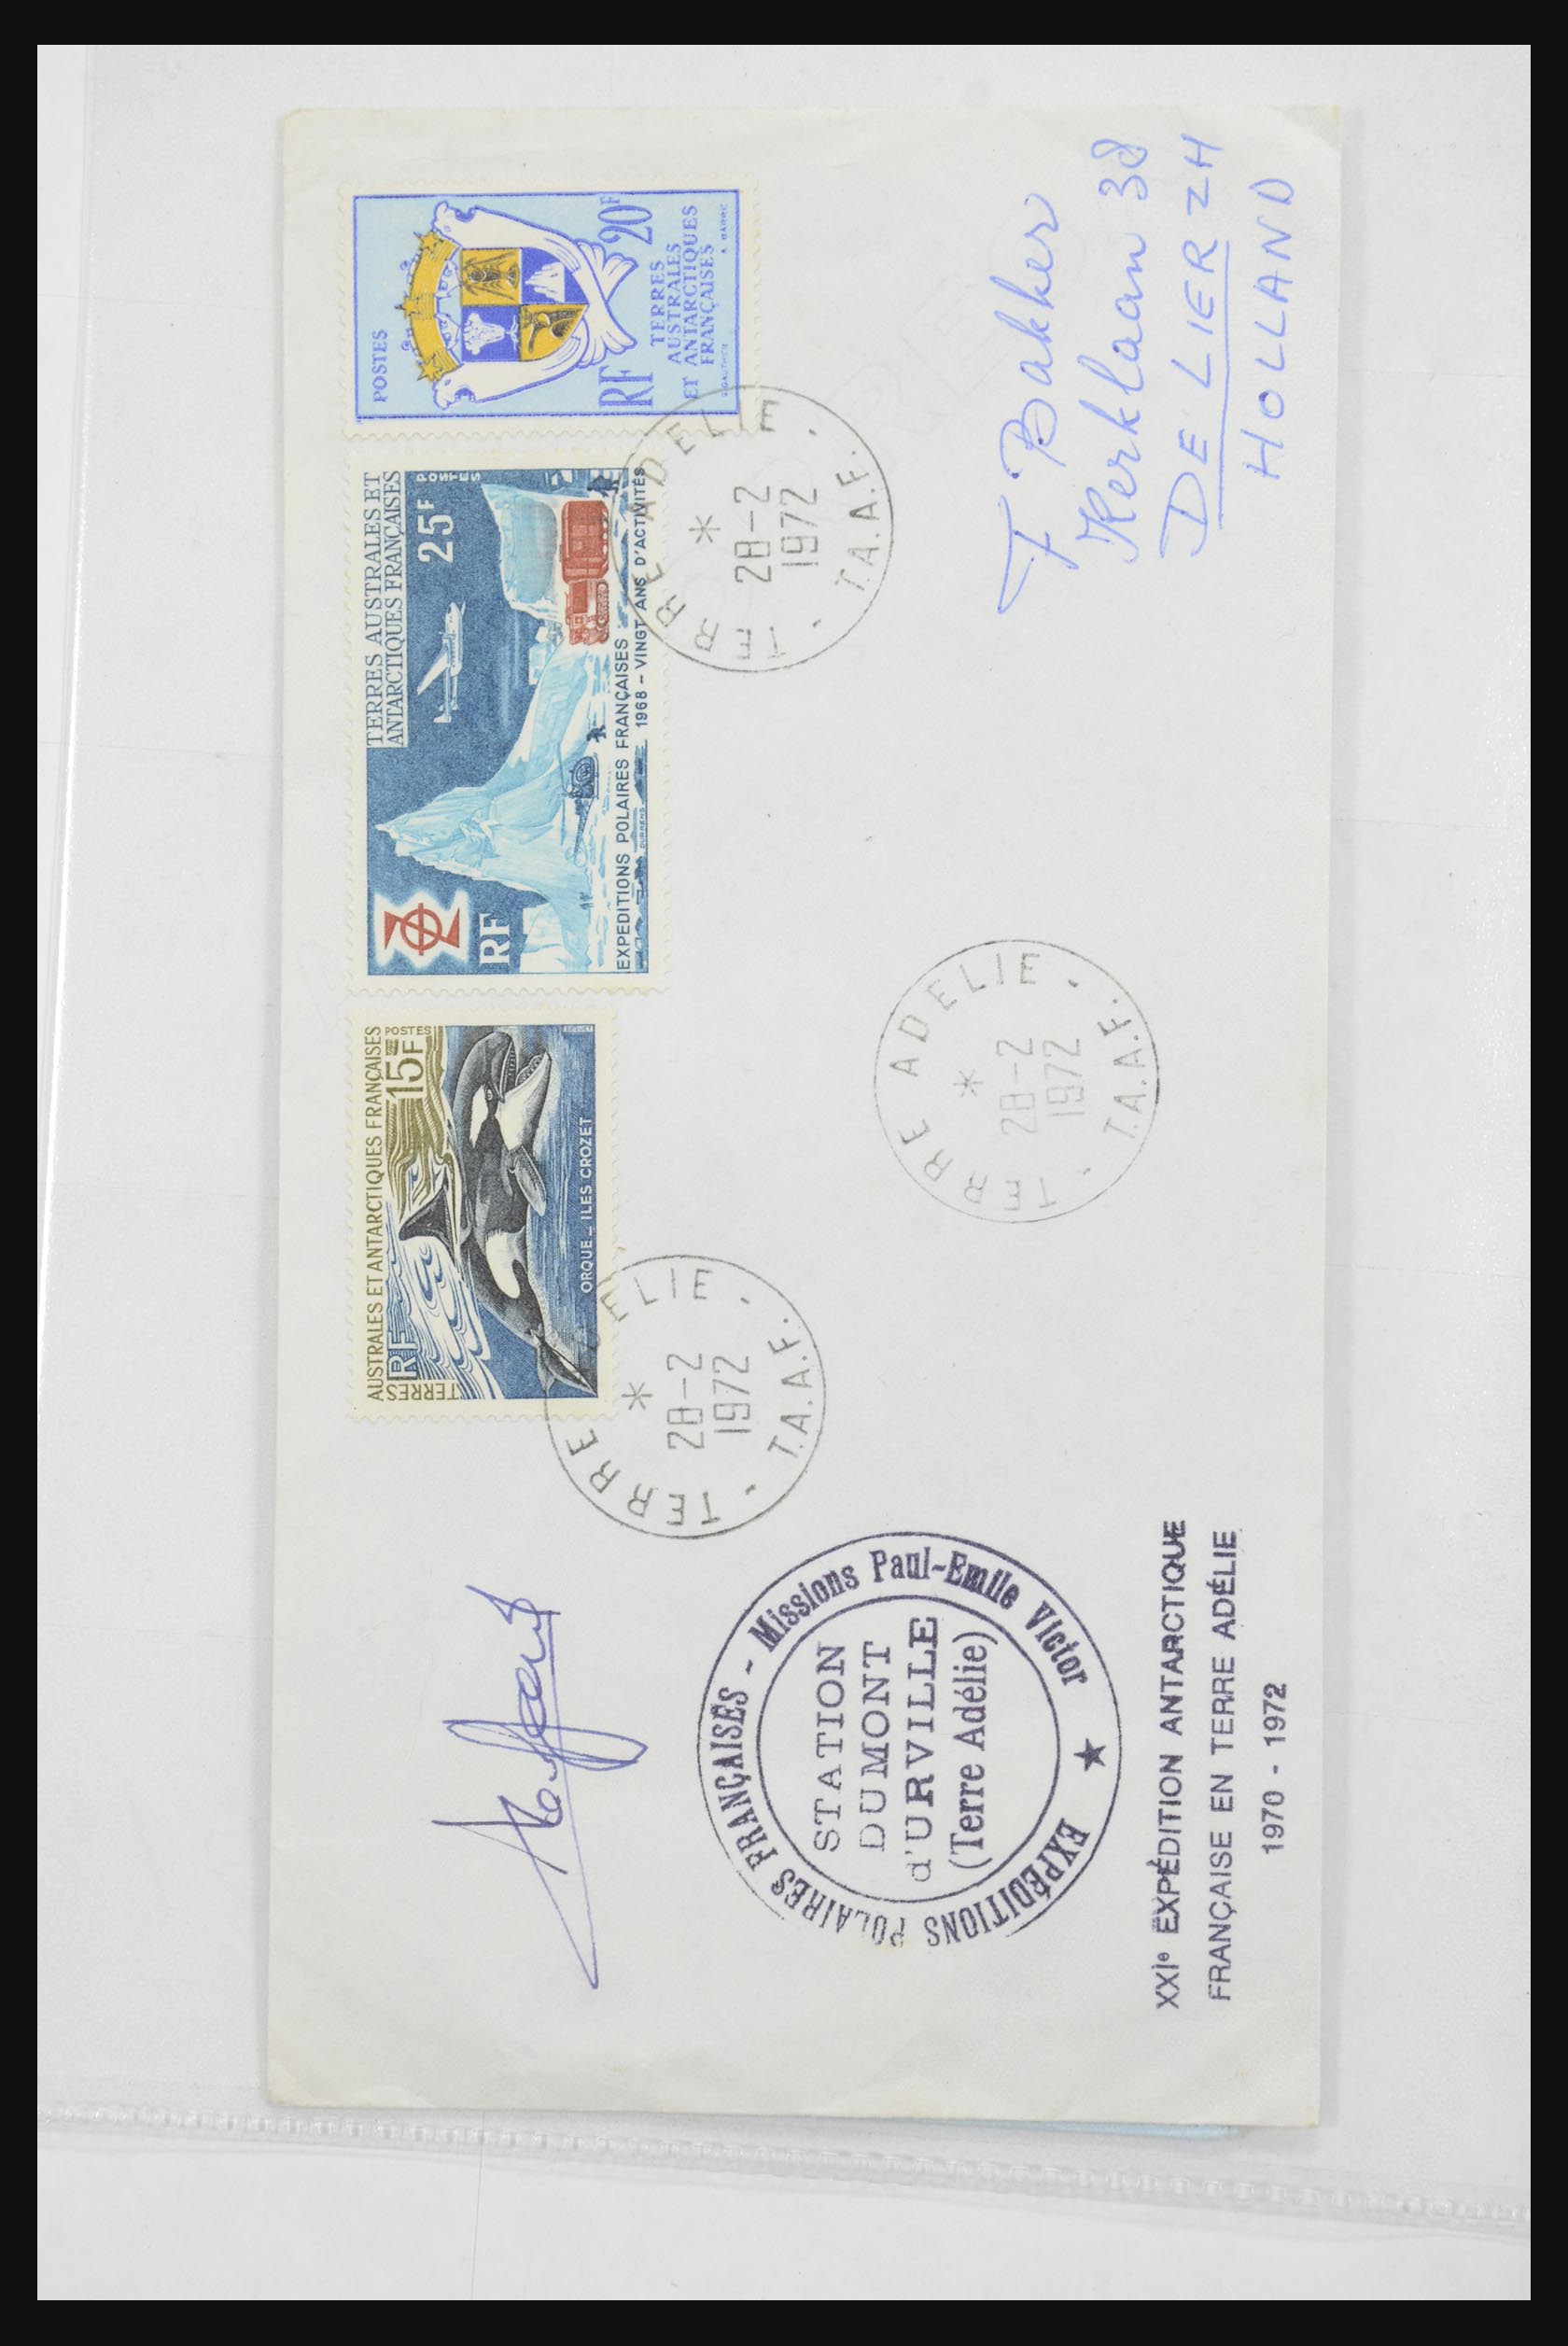 AUSTRALES ET ANTARCTIQUES FRANÇAISES
TERRES
RF
POSTES
15F
ORQUE _ ILES CROZET
TERRES AUSTRALES ET
ANTARCTIQUES FRANÇAISES
25F
POSTES
RF
EXPEDITIONS POLAIRES FRANÇAISES
1968 - VINGT ANS D'ACTIVITÉS
DURRENS
POSTES
RF 20F
TERRES
AUSTRALES
ET ANTARCTIQUES
FRANÇAISES
TERRE ADELIE
*
28-2
1972
• T.A.A.F. •
TERRE ADELIE
*
28-2
1972
• T.A.A.F. •
TERRE ADELIE
*
28-2
1972
• T.A.A.F. •
EXPÉDITIONS POLAIRES FRANÇAISES - Missions Paul-Emile Victor ★
STATION
DUMONT
d'URVILLE
(Terre Adélie)
XXIe EXPÉDITION ANTARCTIQUE
FRANÇAISE EN TERRE ADÉLIE
1970 - 1972
F Bakker
Kerklaan 38
DE LIER ZH
HOLLAND